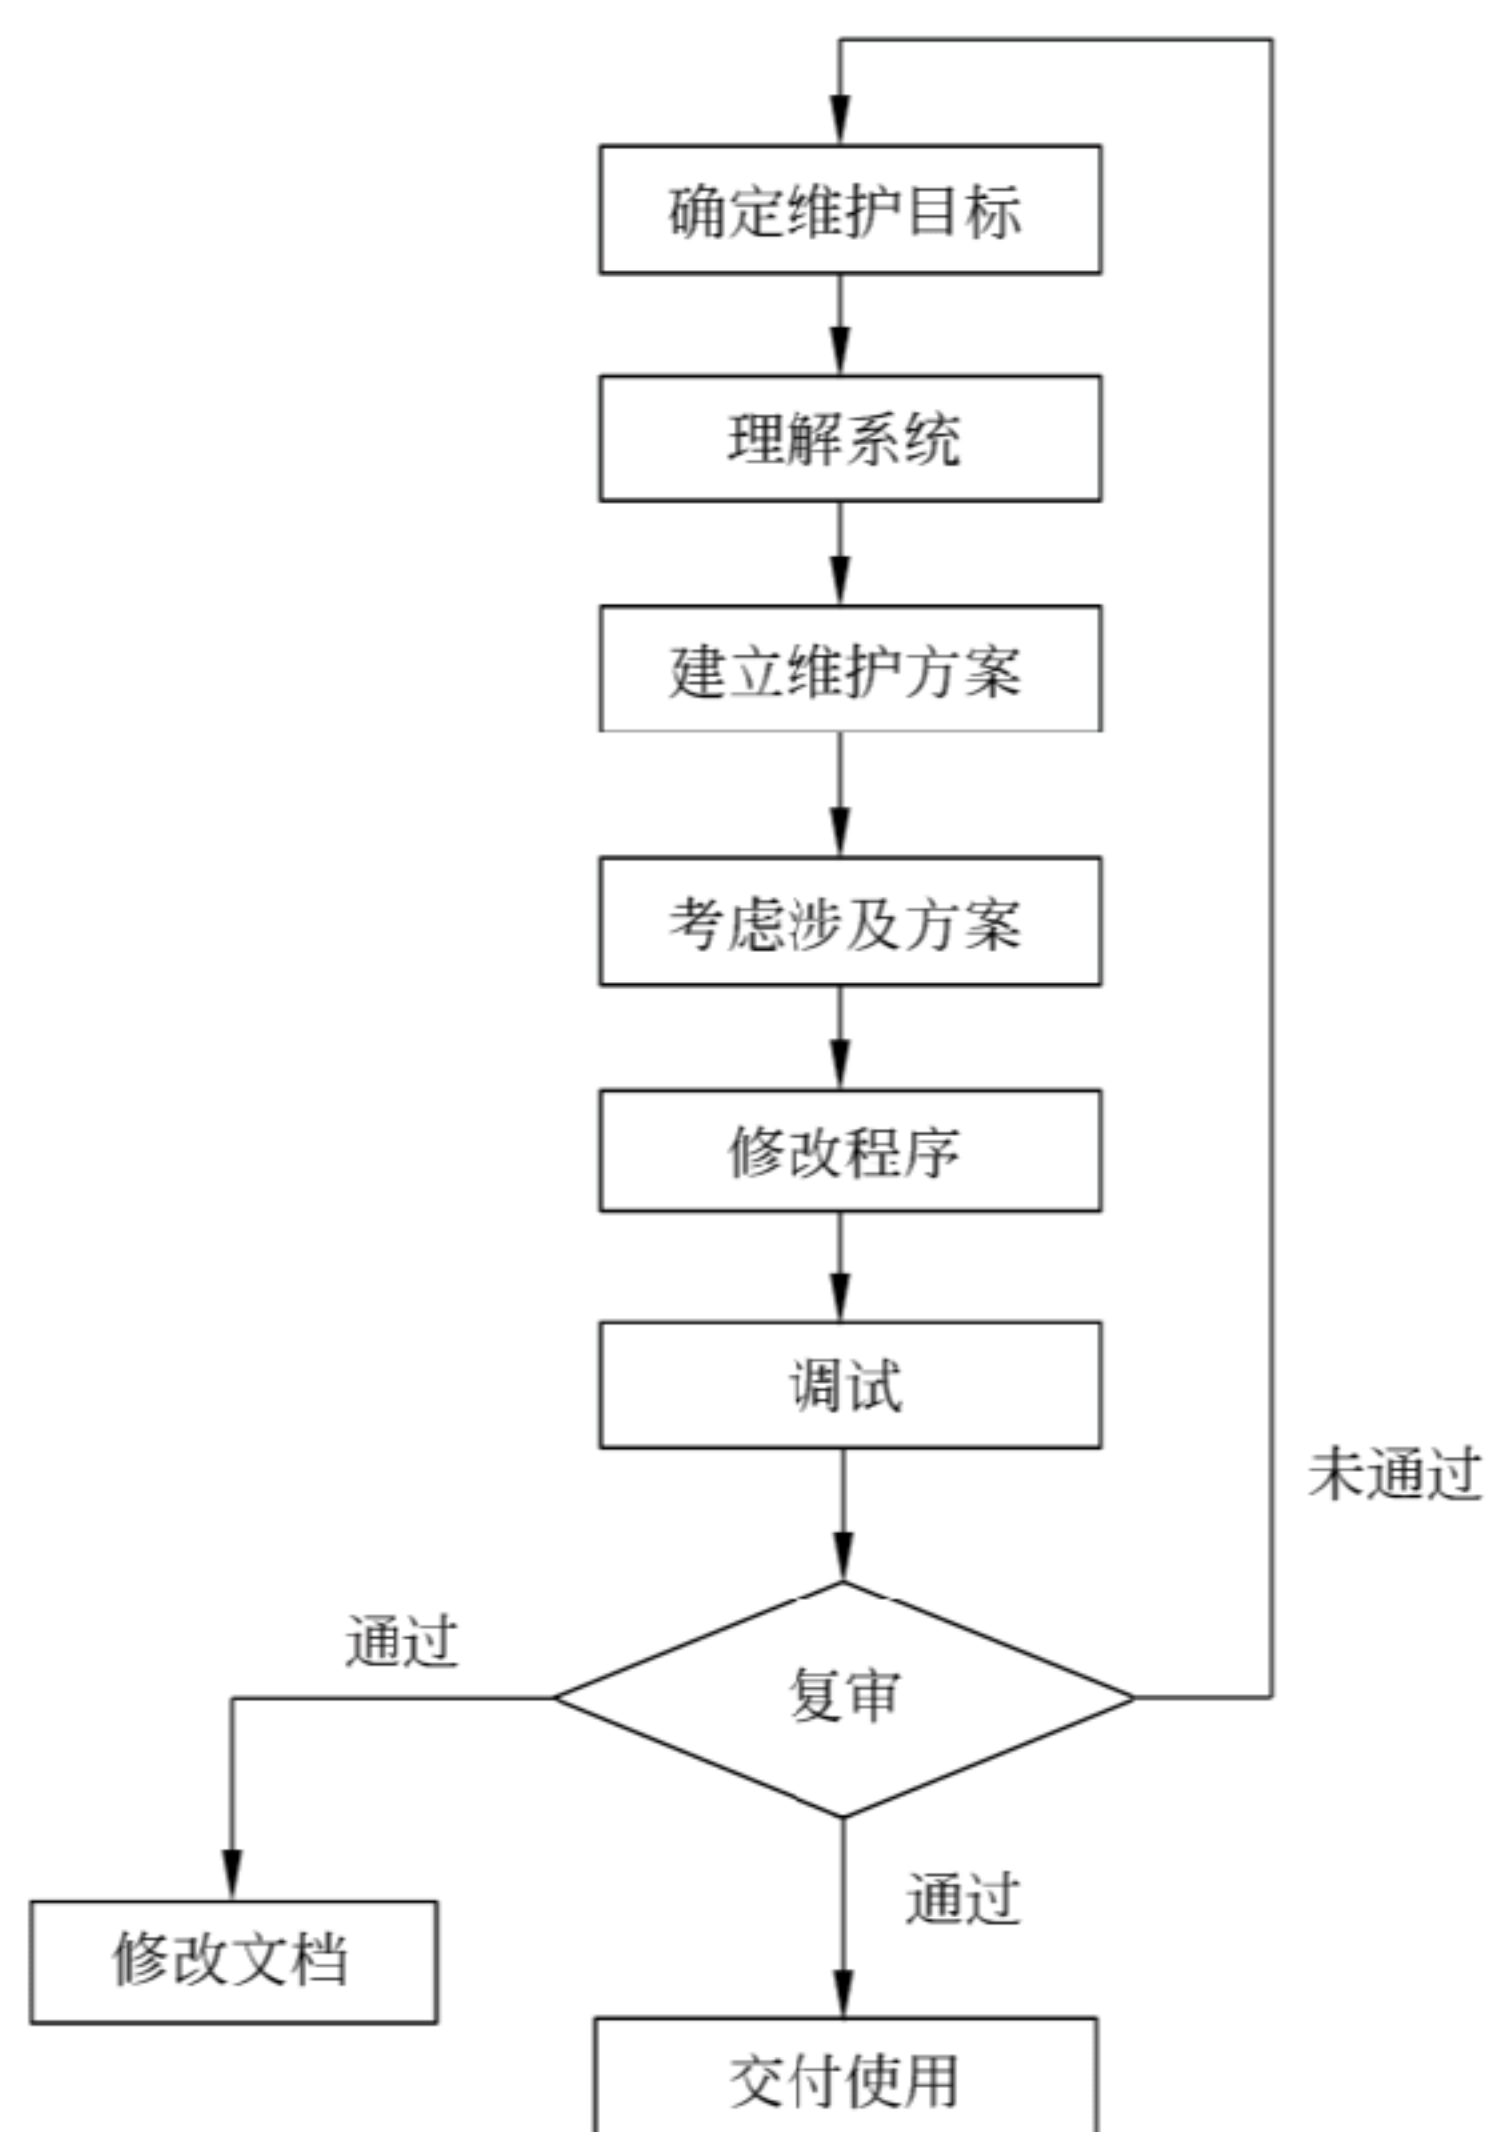 确定维护目标
理解系统
建立维护方案
考虑涉及方案
修改程序
调试
未通过
通过
复审
通过
修改文档
交付使用